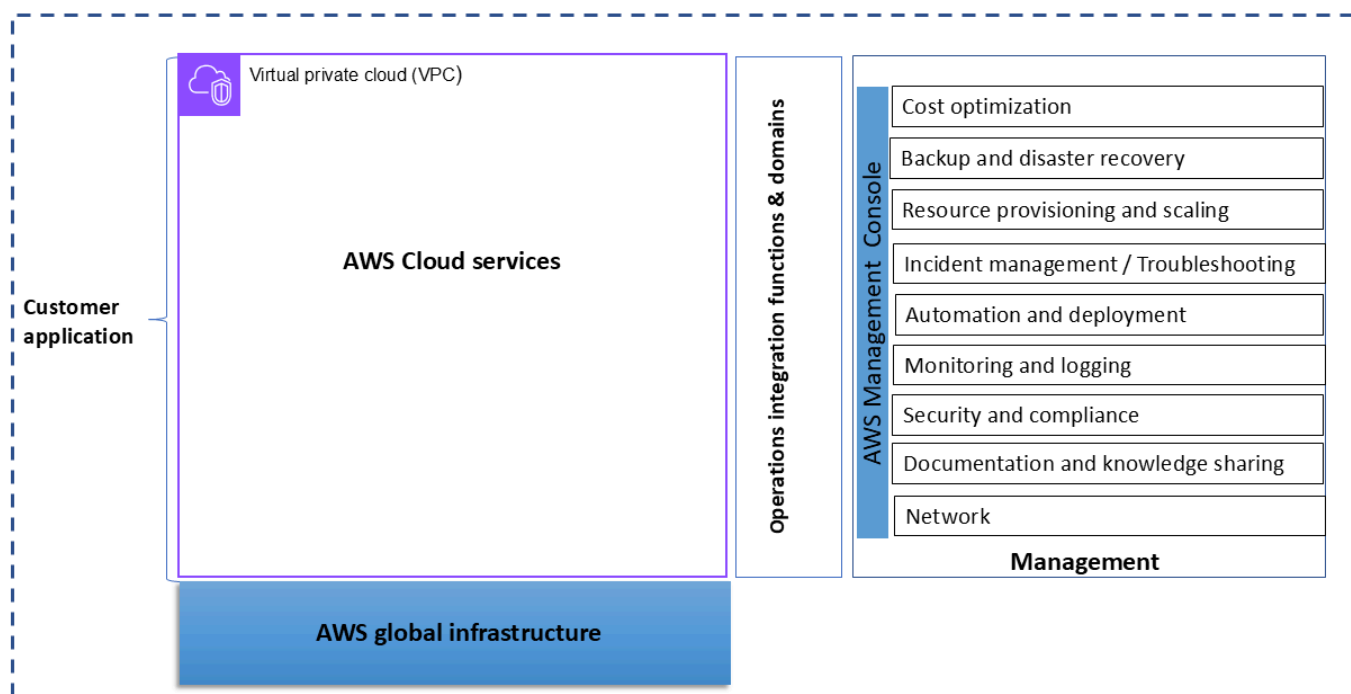 Virtual private cloud (VPC)
AWS Cloud services
Customer
application
AWS global infrastructure
Operations integration functions & domains
AWS Management Console
Cost optimization
Backup and disaster recovery
Resource provisioning and scaling
Incident management / Troubleshooting
Automation and deployment
Monitoring and logging
Security and compliance
Documentation and knowledge sharing
Network
Management